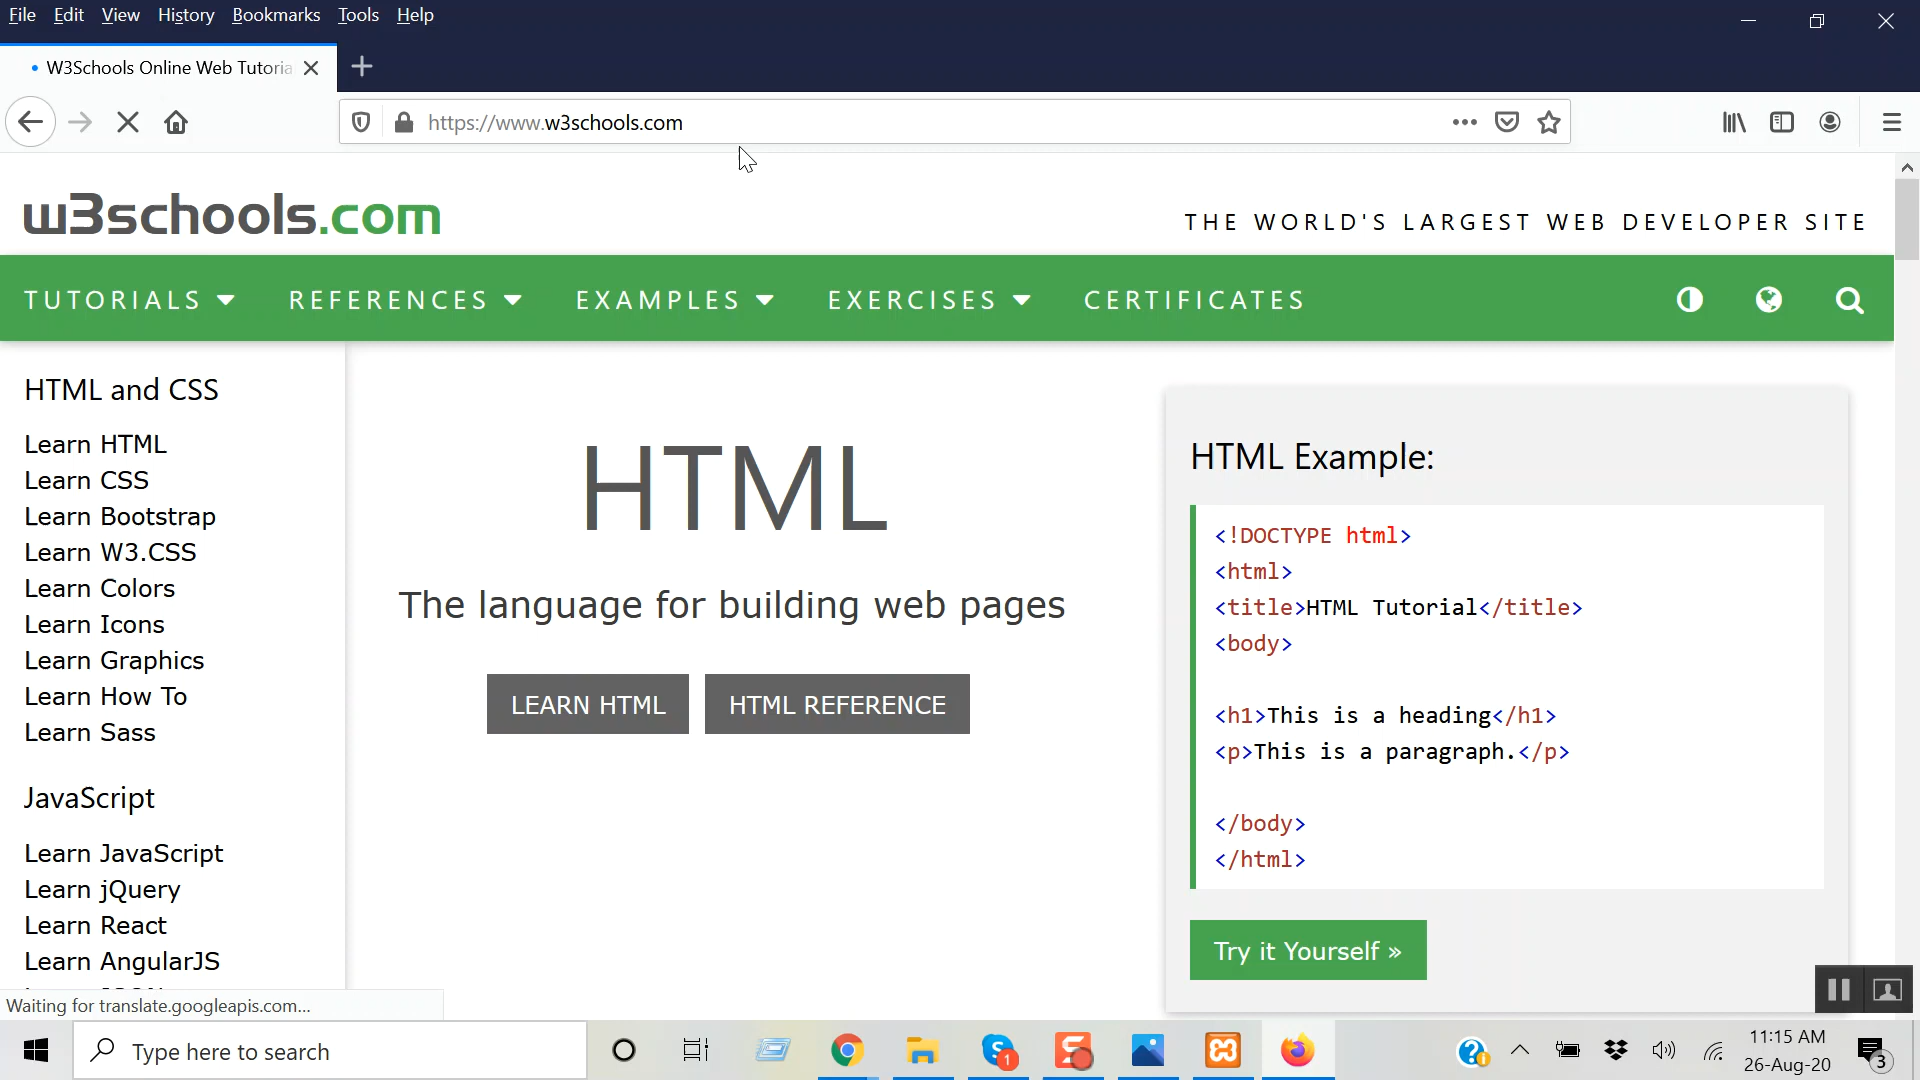 File Edit View History Bookmarks Tools Help
W3Schools Online Web Tutoria
https://www.w3schools.com
w3schools.com
THE WORLD'S LARGEST WEB DEVELOPER SITE
TUTORIALS REFERENCES EXAMPLES EXERCISES CERTIFICATES
HTML and CSS
Learn HTML
Learn CSS
Learn Bootstrap
Learn W3.CSS
Learn Colors
Learn Icons
Learn Graphics
Learn How To
Learn Sass
JavaScript
Learn JavaScript
Learn jQuery
Learn React
Learn AngularJS
HTML
The language for building web pages
LEARN HTML HTML REFERENCE
HTML Example:
<!DOCTYPE html>
<html>
<title>HTML Tutorial</title>
<body>
<h1>This is a heading</h1>
<p>This is a paragraph.</p>
</body>
</html>
Try it Yourself »
Waiting for translate.googleapis.com...
Type here to search
1
11:15 AM
26-Aug-20
3